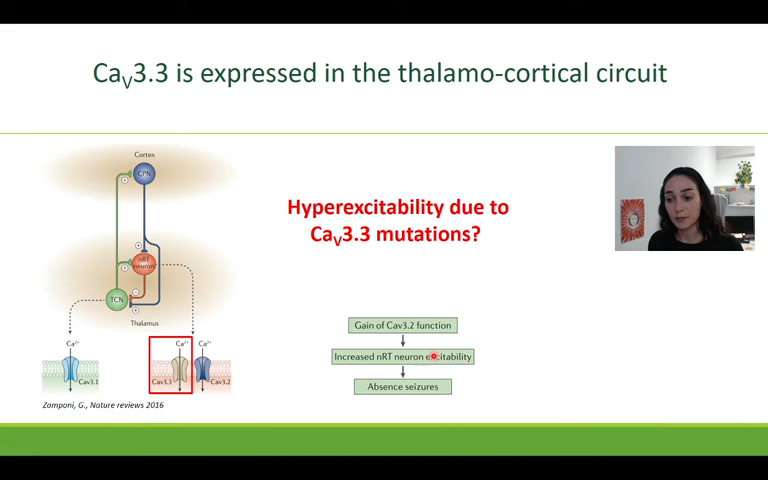 Cav3.3 is expressed in the thalamo-cortical circuit
Cortex
CPN
+
+
nRT
neuron
+
TCN
−
+
Thalamus
Ca²⁺
Cav3.1
Ca²⁺
Cav3.3
Ca²⁺
Cav3.2
Zamponi, G., Nature reviews 2016
Hyperexcitability due to
Cav3.3 mutations?
Gain of Cav3.2 function
Increased nRT neuron excitability
Absence seizures